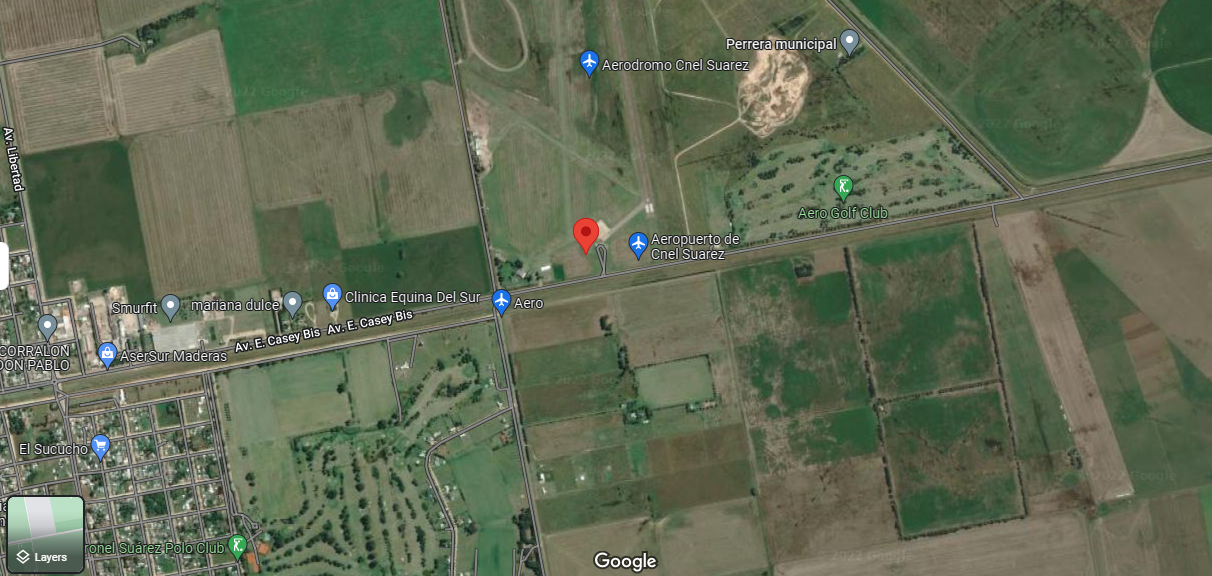 Perrera municipal
Aerodromo Cnel Suarez
Av. Libertad
Aero Golf Club
Aeropuerto de
Cnel Suarez
Clinica Equina Del Sur
mariana dulce
Smurfit
Aero
Av. E. Casey Bis
Av. E. Casey Bis
CORRALON
DON PABLO
AserSur Maderas
El Sucucho
ronel Suárez Polo Club
Layers
Google